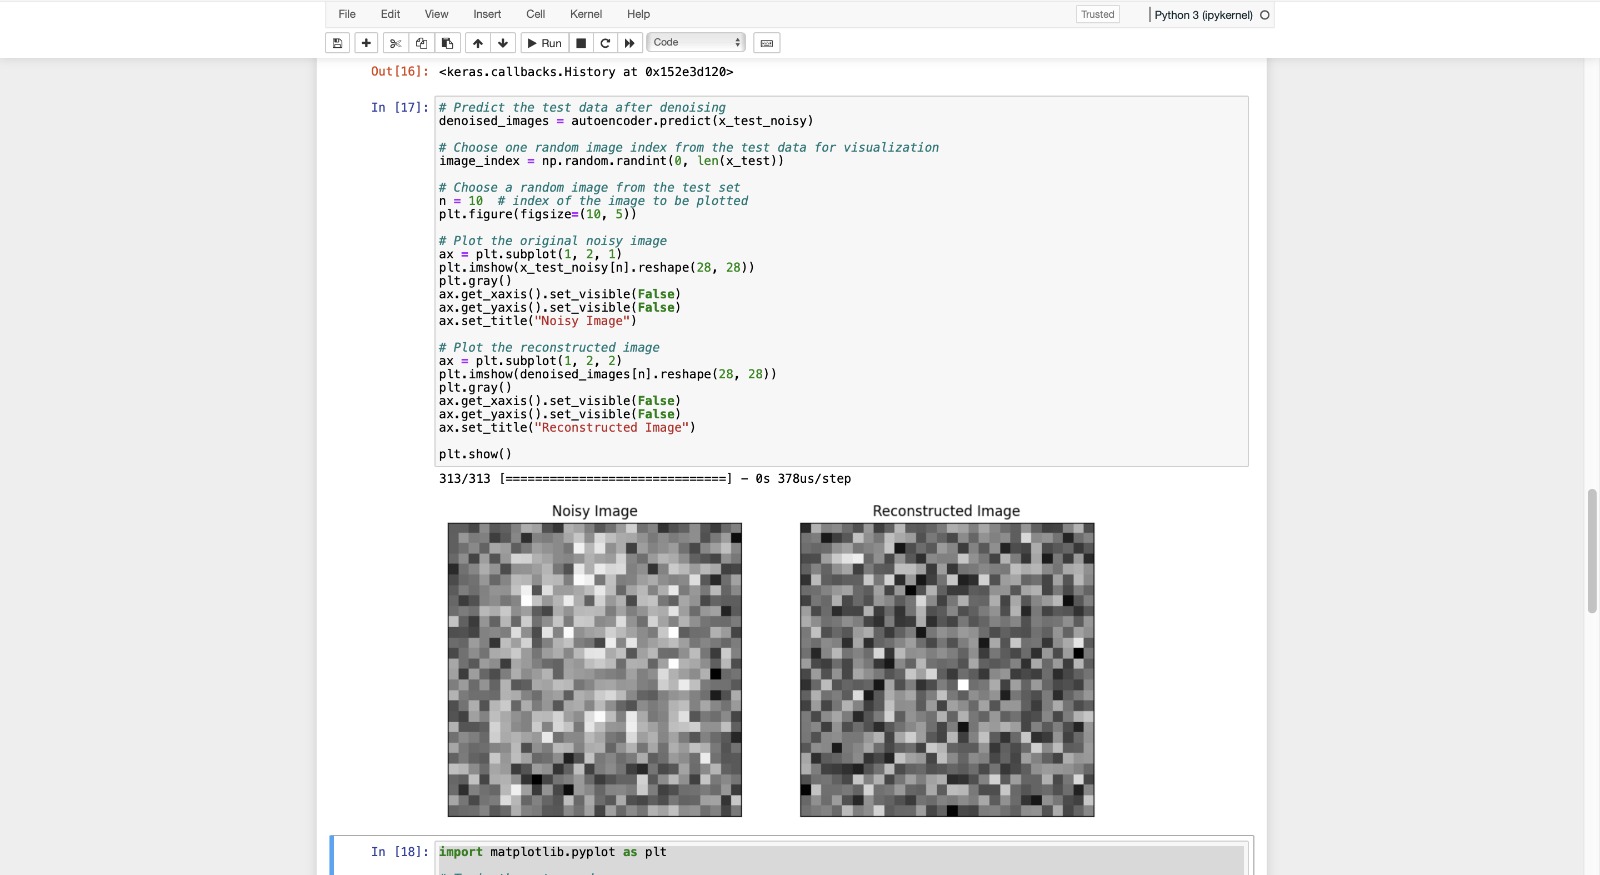 File Edit View Insert Cell Kernel Help Trusted Python 3 (ipykernel)
Run Code
Out[16]: <keras.callbacks.History at 0x152e3d120>
In [17]: # Predict the test data after denoising
denoised_images = autoencoder.predict(x_test_noisy)
# Choose one random image index from the test data for visualization
image_index = np.random.randint(0, len(x_test))
# Choose a random image from the test set
n = 10  # index of the image to be plotted
plt.figure(figsize=(10, 5))
# Plot the original noisy image
ax = plt.subplot(1, 2, 1)
plt.imshow(x_test_noisy[n].reshape(28, 28))
plt.gray()
ax.get_xaxis().set_visible(False)
ax.get_yaxis().set_visible(False)
ax.set_title("Noisy Image")
# Plot the reconstructed image
ax = plt.subplot(1, 2, 2)
plt.imshow(denoised_images[n].reshape(28, 28))
plt.gray()
ax.get_xaxis().set_visible(False)
ax.get_yaxis().set_visible(False)
ax.set_title("Reconstructed Image")
plt.show()
313/313 [==============================] - 0s 378us/step
Noisy Image Reconstructed Image
In [18]: import matplotlib.pyplot as plt